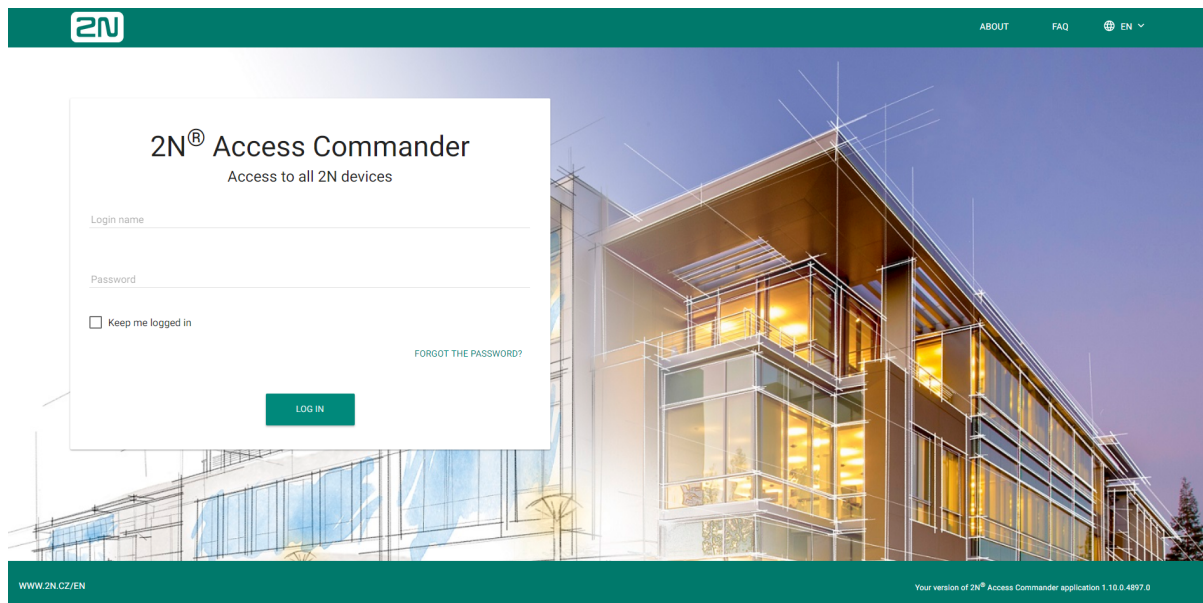 2N
ABOUT FAQ EN
2N® Access Commander
Access to all 2N devices
Login name
Password
Keep me logged in
FORGOT THE PASSWORD?
LOG IN
WWW.2N.CZ/EN
Your version of 2N® Access Commander application 1.10.0.4897.0